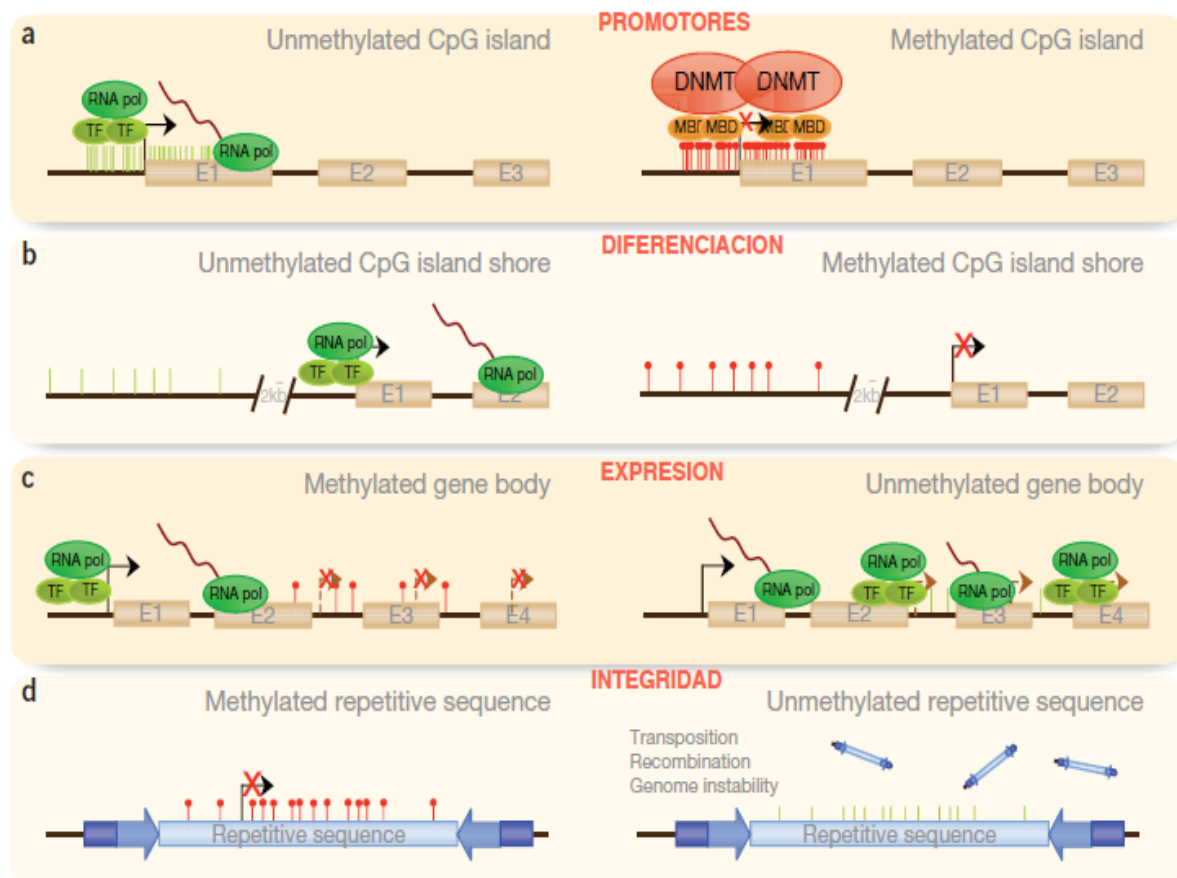 a
PROMOTORES
Unmethylated CpG island
Methylated CpG island
RNA pol
TF TF
RNA pol
E1 E2 E3
DNMT DNMT
MBD MBD MBD
E1 E2 E3
b
DIFERENCIACION
Unmethylated CpG island shore
Methylated CpG island shore
RNA pol
TF TF
RNA pol
2kb E1 E2
2kb E1 E2
c
EXPRESION
Methylated gene body
Unmethylated gene body
RNA pol
TF TF
RNA pol
E1 E2 E3 E4
RNA pol
RNA pol
TF TF
RNA pol
RNA pol
TF TF
E1 E2 E3 E4
d
INTEGRIDAD
Methylated repetitive sequence
Unmethylated repetitive sequence
Transposition
Recombination
Genome instability
Repetitive sequence
Repetitive sequence